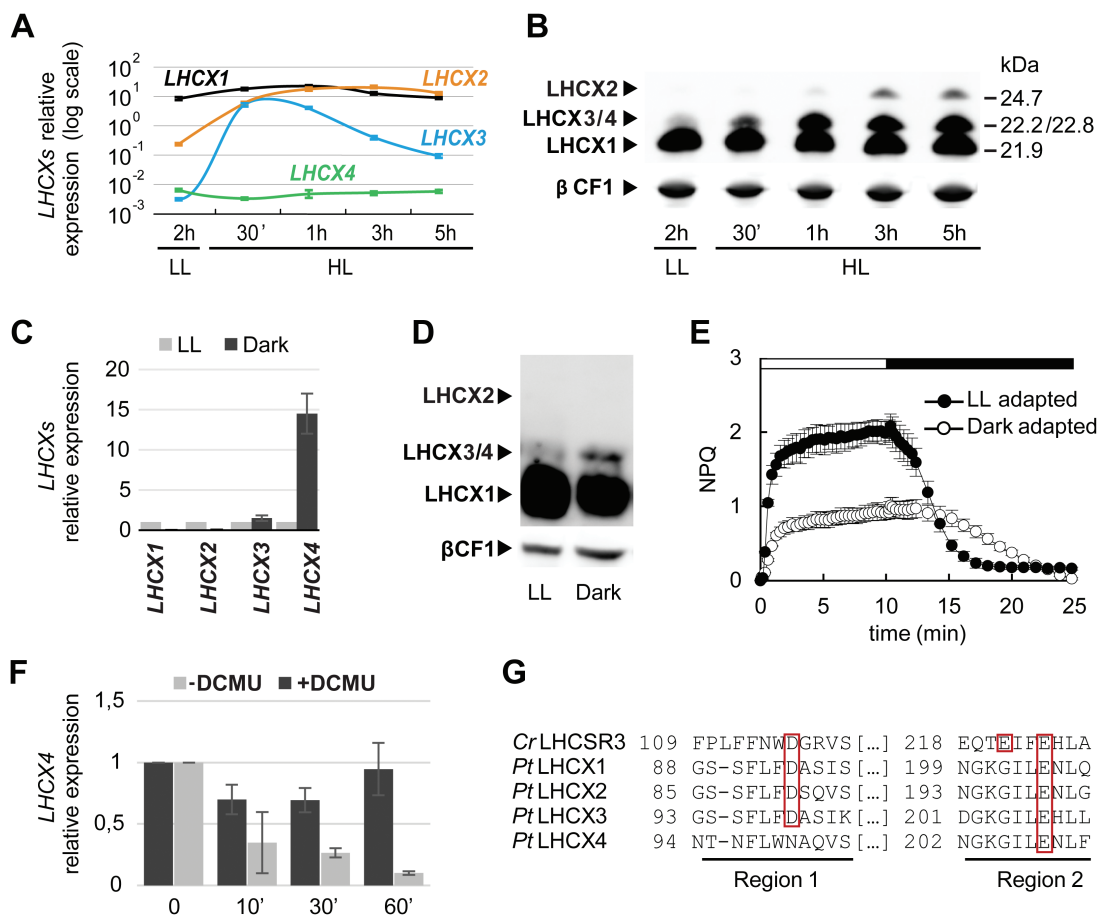 A
LHCXs relative
expression (log scale)
10²
10¹
10⁰
10⁻¹
10⁻²
10⁻³
LHCX1
LHCX2
LHCX3
LHCX4
2h 30’ 1h 3h 5h
LL HL
B
kDa
LHCX2
24.7
LHCX3/4
22.2/22.8
LHCX1
21.9
β CF1
2h 30’ 1h 3h 5h
LL HL
C
LL Dark
LHCXs
relative expression
20
15
10
5
0
LHCX1 LHCX2 LHCX3 LHCX4
D
LHCX2
LHCX3/4
LHCX1
βCF1
LL Dark
E
NPQ
3
2
1
0
LL adapted
Dark adapted
0 5 10 15 20 25
time (min)
F
-DCMU +DCMU
LHCX4
relative expression
1,5
1
0,5
0
0 10’ 30’ 60’
G
Cr LHCSR3 109 FPLFFNWDGRVS[...] 218 EQTEIFEHLA
Pt LHCX1 88 GS-SFLFDASIS[...] 199 NGKGILENLQ
Pt LHCX2 85 GS-SFLFDSQVS[...] 193 NGKGILENLG
Pt LHCX3 93 GS-SFLFDASIK[...] 201 DGKGILEHLL
Pt LHCX4 94 NT-NFLWNAQVS[...] 202 NGKGILENLF
Region 1 Region 2